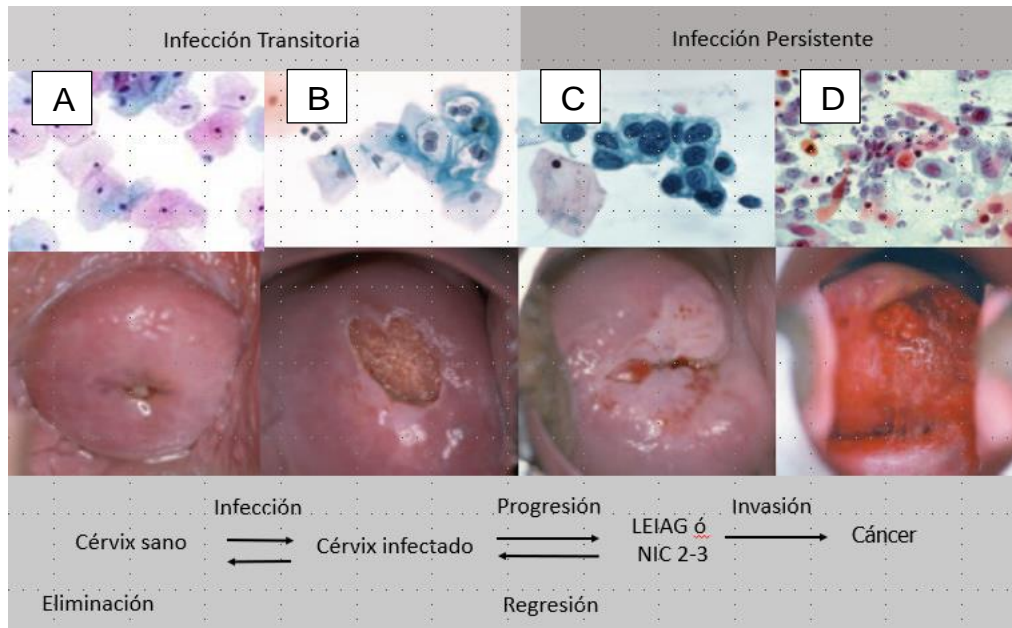 Infección Transitoria
Infección Persistente
A
B
C
D
Infección
Progresión
Invasión
Cérvix sano
Cérvix infectado
LEIAG ó
NIC 2-3
Cáncer
Eliminación
Regresión